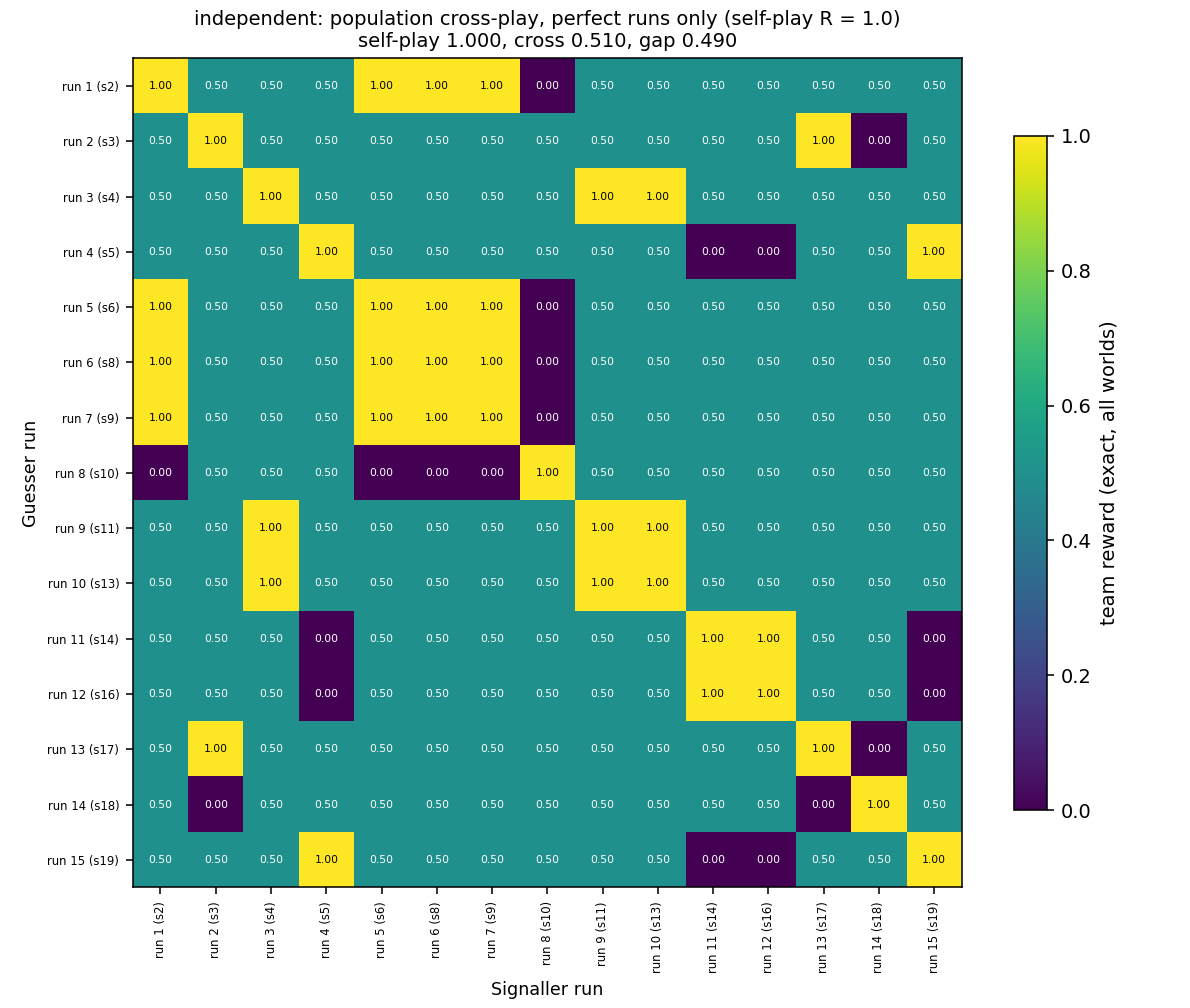 independent: population cross-play, perfect runs only (self-play R = 1.0)
self-play 1.000, cross 0.510, gap 0.490
Guesser run
run 1 (s2) 1.00 0.50 0.50 0.50 1.00 1.00 1.00 0.00 0.50 0.50 0.50 0.50 0.50 0.50 0.50
run 2 (s3) 0.50 1.00 0.50 0.50 0.50 0.50 0.50 0.50 0.50 0.50 0.50 0.50 1.00 0.00 0.50
run 3 (s4) 0.50 0.50 1.00 0.50 0.50 0.50 0.50 0.50 1.00 1.00 0.50 0.50 0.50 0.50 0.50
run 4 (s5) 0.50 0.50 0.50 1.00 0.50 0.50 0.50 0.50 0.50 0.50 0.00 0.00 0.50 0.50 1.00
run 5 (s6) 1.00 0.50 0.50 0.50 1.00 1.00 1.00 0.00 0.50 0.50 0.50 0.50 0.50 0.50 0.50
run 6 (s8) 1.00 0.50 0.50 0.50 1.00 1.00 1.00 0.00 0.50 0.50 0.50 0.50 0.50 0.50 0.50
run 7 (s9) 1.00 0.50 0.50 0.50 1.00 1.00 1.00 0.00 0.50 0.50 0.50 0.50 0.50 0.50 0.50
run 8 (s10) 0.00 0.50 0.50 0.50 0.00 0.00 0.00 1.00 0.50 0.50 0.50 0.50 0.50 0.50 0.50
run 9 (s11) 0.50 0.50 1.00 0.50 0.50 0.50 0.50 0.50 1.00 1.00 0.50 0.50 0.50 0.50 0.50
run 10 (s13) 0.50 0.50 1.00 0.50 0.50 0.50 0.50 0.50 1.00 1.00 0.50 0.50 0.50 0.50 0.50
run 11 (s14) 0.50 0.50 0.50 0.00 0.50 0.50 0.50 0.50 0.50 0.50 1.00 1.00 0.50 0.50 0.00
run 12 (s16) 0.50 0.50 0.50 0.00 0.50 0.50 0.50 0.50 0.50 0.50 1.00 1.00 0.50 0.50 0.00
run 13 (s17) 0.50 1.00 0.50 0.50 0.50 0.50 0.50 0.50 0.50 0.50 0.50 0.50 1.00 0.00 0.50
run 14 (s18) 0.50 0.00 0.50 0.50 0.50 0.50 0.50 0.50 0.50 0.50 0.50 0.50 0.00 1.00 0.50
run 15 (s19) 0.50 0.50 0.50 1.00 0.50 0.50 0.50 0.50 0.50 0.50 0.00 0.00 0.50 0.50 1.00
run 1 (s2)
run 2 (s3)
run 3 (s4)
run 4 (s5)
run 5 (s6)
run 6 (s8)
run 7 (s9)
run 8 (s10)
run 9 (s11)
run 10 (s13)
run 11 (s14)
run 12 (s16)
run 13 (s17)
run 14 (s18)
run 15 (s19)
Signaller run
1.0
0.8
0.6
0.4
0.2
0.0
team reward (exact, all worlds)